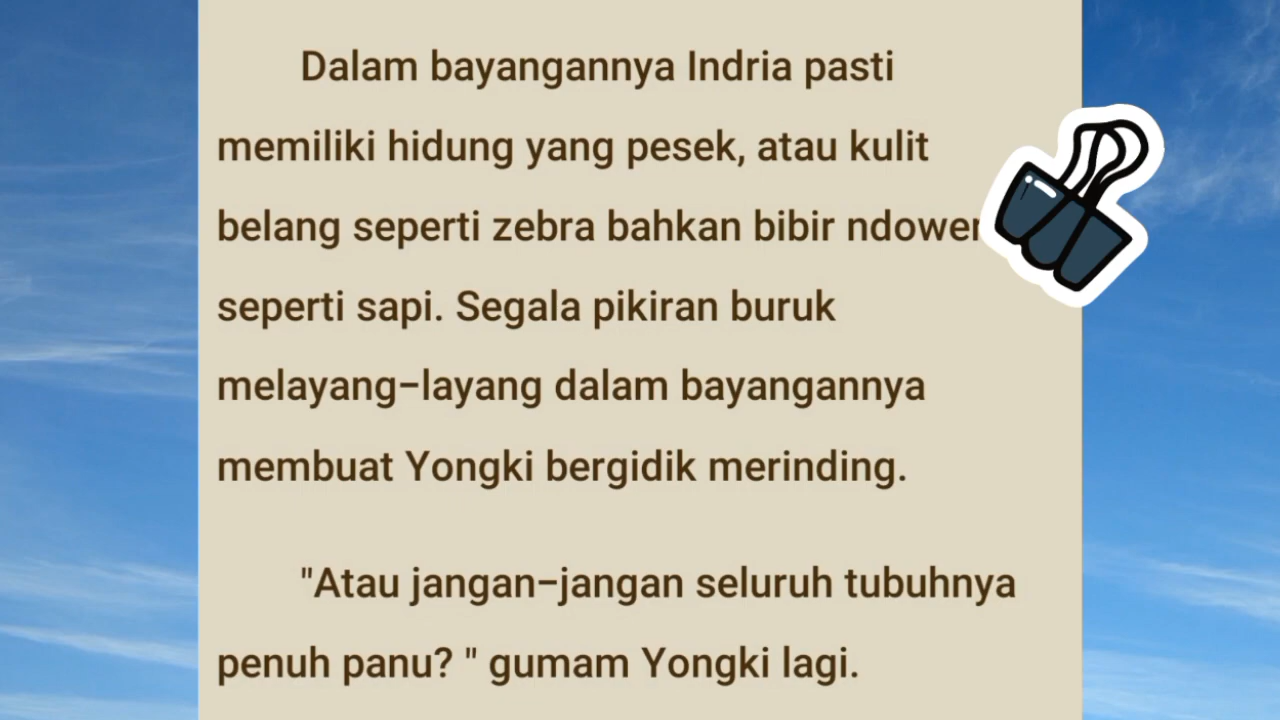 Dalam bayangannya Indria pasti
memiliki hidung yang pesek, atau kulit
belang seperti zebra bahkan bibir ndower
seperti sapi. Segala pikiran buruk
melayang-layang dalam bayangannya
membuat Yongki bergidik merinding.
"Atau jangan-jangan seluruh tubuhnya
penuh panu? " gumam Yongki lagi.